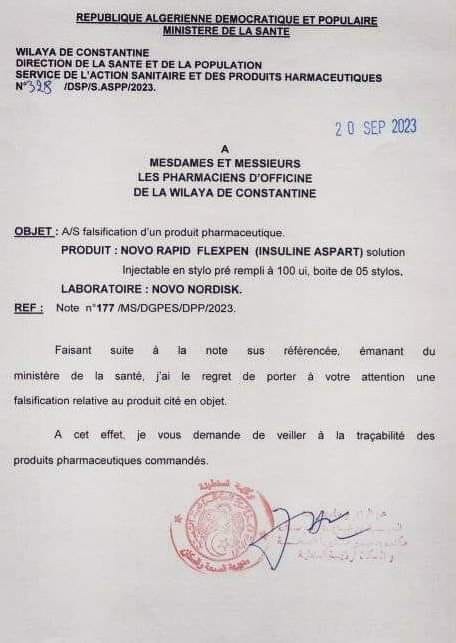 REPUBLIQUE ALGERIENNE DEMOCRATIQUE ET POPULAIRE
MINISTERE DE LA SANTE
WILAYA DE CONSTANTINE
DIRECTION DE LA SANTE ET DE LA POPULATION
SERVICE DE L'ACTION SANITAIRE ET DES PRODUITS HARMACEUTIQUES
N°328 /DSP/S.ASPP/2023.
20 SEP 2023
A
MESDAMES ET MESSIEURS
LES PHARMACIENS D'OFFICINE
DE LA WILAYA DE CONSTANTINE
OBJET : A/S falsification d'un produit pharmaceutique.
PRODUIT : NOVO RAPID FLEXPEN (INSULINE ASPART) solution
Injectable en stylo pré rempli à 100 ui, boite de 05 stylos.
LABORATOIRE : NOVO NORDISK.
REF : Note n°177 /MS/DGPES/DPP/2023.
Faisant suite à la note sus référencée, émanant du
ministère de la santé, j'ai le regret de porter à votre attention une
falsification relative au produit cité en objet.
A cet effet, je vous demande de veiller à la traçabilité des
produits pharmaceutiques commandés.